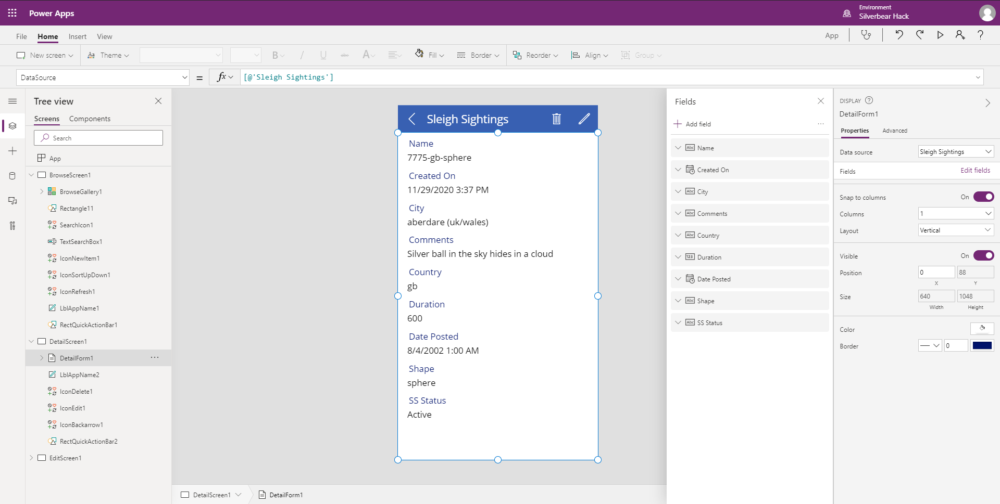 Power Apps
Environment
Silverbear Hack
File Home Insert View
App
New screen
Theme
B
I
U
abc
A
Fill
Border
Reorder
Align
Group
DataSource
=
fx
[@'Sleigh Sightings']
Tree view
Screens Components
Search
App
BrowseScreen1
BrowseGallery1
Rectangle11
SearchIcon1
TextSearchBox1
IconNewItem1
IconSortUpDown1
IconRefresh1
LblAppName1
RectQuickActionBar1
DetailScreen1
DetailForm1
LblAppName2
IconDelete1
IconEdit1
IconBackarrow1
RectQuickActionBar2
EditScreen1
Sleigh Sightings
Name
7775-gb-sphere
Created On
11/29/2020 3:37 PM
City
aberdare (uk/wales)
Comments
Silver ball in the sky hides in a cloud
Country
gb
Duration
600
Date Posted
8/4/2002 1:00 AM
Shape
sphere
SS Status
Active
DetailScreen1
DetailForm1
Fields
Add field
Abc Name
Created On
Abc City
Abc Comments
Abc Country
123 Duration
Date Posted
Abc Shape
Abc SS Status
DISPLAY
DetailForm1
Properties Advanced
Data source Sleigh Sightings
Fields Edit fields
Snap to columns On
Columns 1
Layout Vertical
Visible On
Position 0 88
X Y
Size 640 1048
Width Height
Color
Border 0